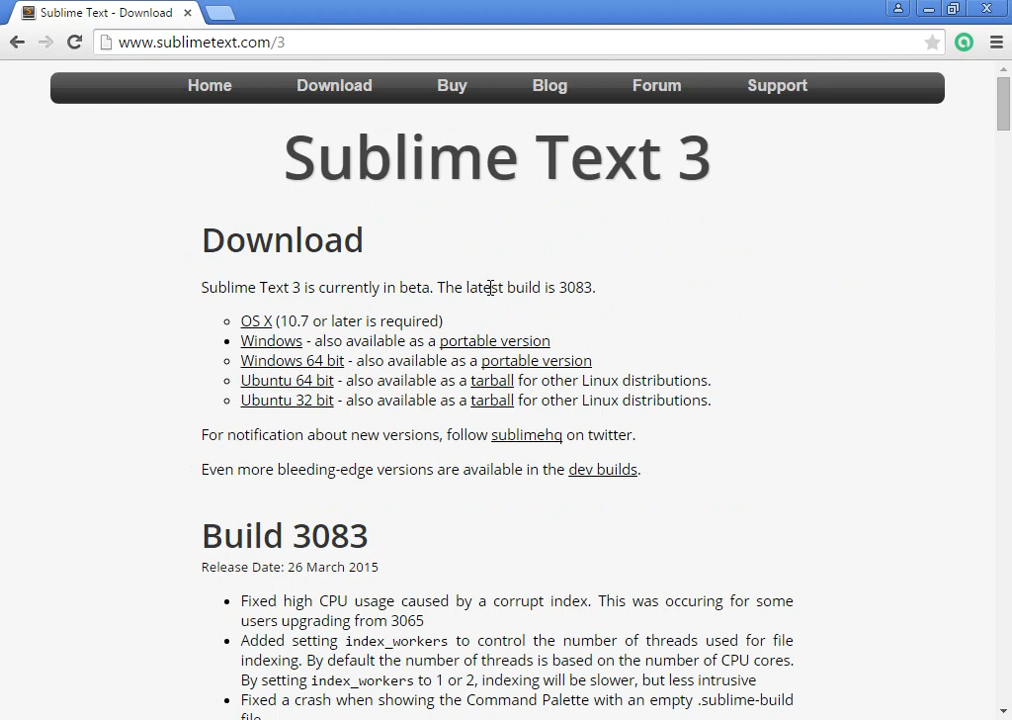 Sublime Text - Download
www.sublimetext.com/3
Home Download Buy Blog Forum Support
Sublime Text 3
Download
Sublime Text 3 is currently in beta. The latest build is 3083.
OS X (10.7 or later is required)
Windows - also available as a portable version
Windows 64 bit - also available as a portable version
Ubuntu 64 bit - also available as a tarball for other Linux distributions.
Ubuntu 32 bit - also available as a tarball for other Linux distributions.
For notification about new versions, follow sublimehq on twitter.
Even more bleeding-edge versions are available in the dev builds.
Build 3083
Release Date: 26 March 2015
Fixed high CPU usage caused by a corrupt index. This was occuring for some
users upgrading from 3065
Added setting index_workers to control the number of threads used for file
indexing. By default the number of threads is based on the number of CPU cores.
By setting index_workers to 1 or 2, indexing will be slower, but less intrusive
Fixed a crash when showing the Command Palette with an empty .sublime-build
file